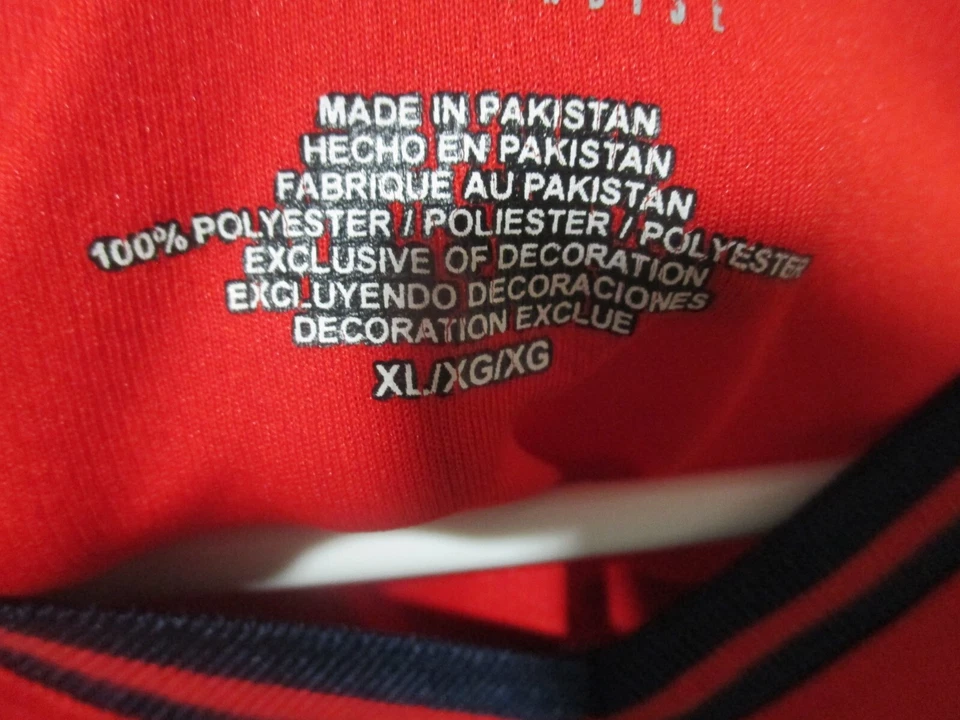 MADE IN PAKISTAN
HECHO EN PAKISTAN
FABRIQUE AU PAKISTAN
100% POLYESTER / POLIESTER / POLYESTER
EXCLUSIVE OF DECORATION
EXCLUYENDO DECORACIONES
DECORATION EXCLUE
XL/XG/XG